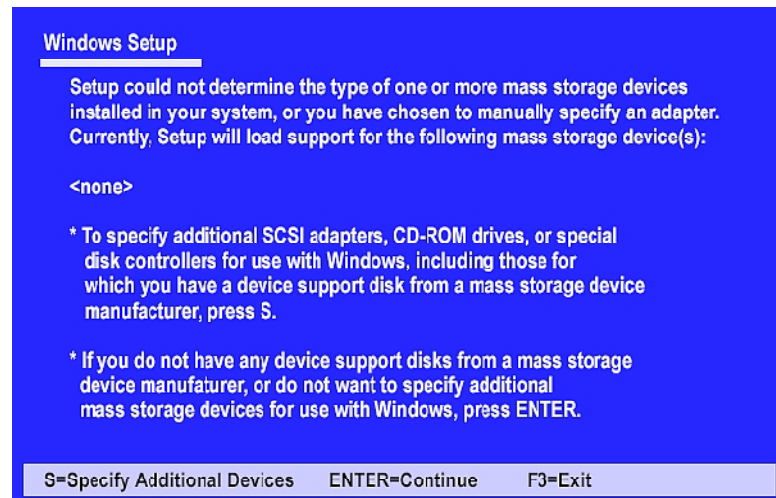 Windows Setup
Setup could not determine the type of one or more mass storage devices
installed in your system, or you have chosen to manually specify an adapter.
Currently, Setup will load support for the following mass storage device(s):
<none>
* To specify additional SCSI adapters, CD-ROM drives, or special
disk controllers for use with Windows, including those for
which you have a device support disk from a mass storage device
manufacturer, press S.
* If you do not have any device support disks from a mass storage
device manufaturer, or do not want to specify additional
mass storage devices for use with Windows, press ENTER.
S=Specify Additional Devices ENTER=Continue F3=Exit